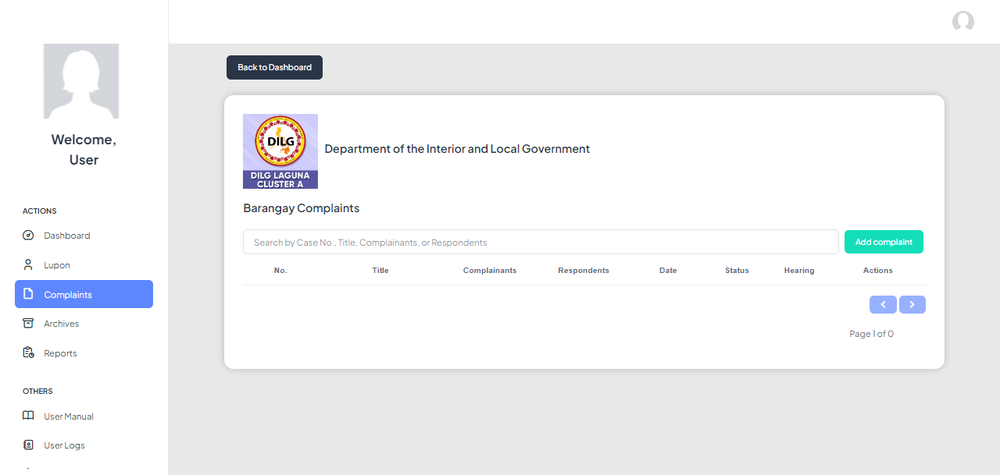 Welcome,
User
ACTIONS
Dashboard
Lupon
Complaints
Archives
Reports
OTHERS
User Manual
User Logs
Back to Dashboard
DILG
DILG LAGUNA
CLUSTER A
Department of the Interior and Local Government
Barangay Complaints
Search by Case No., Title, Complainants, or Respondents
Add complaint
No. Title Complainants Respondents Date Status Hearing Actions
Page 1 of 0